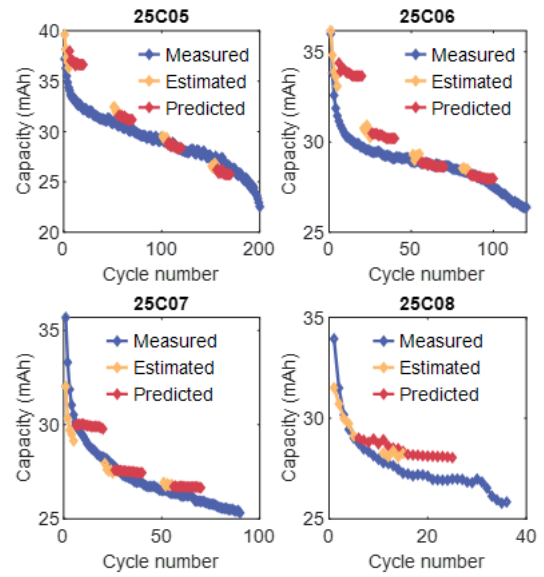 25C05
40
35
30
25
20
Capacity (mAh)
Measured
Estimated
Predicted
0
100
200
Cycle number
25C06
35
30
25
Capacity (mAh)
Measured
Estimated
Predicted
0
50
100
Cycle number
25C07
35
30
25
Capacity (mAh)
Measured
Estimated
Predicted
0
50
100
Cycle number
25C08
35
30
25
Capacity (mAh)
Measured
Estimated
Predicted
0
20
40
Cycle number